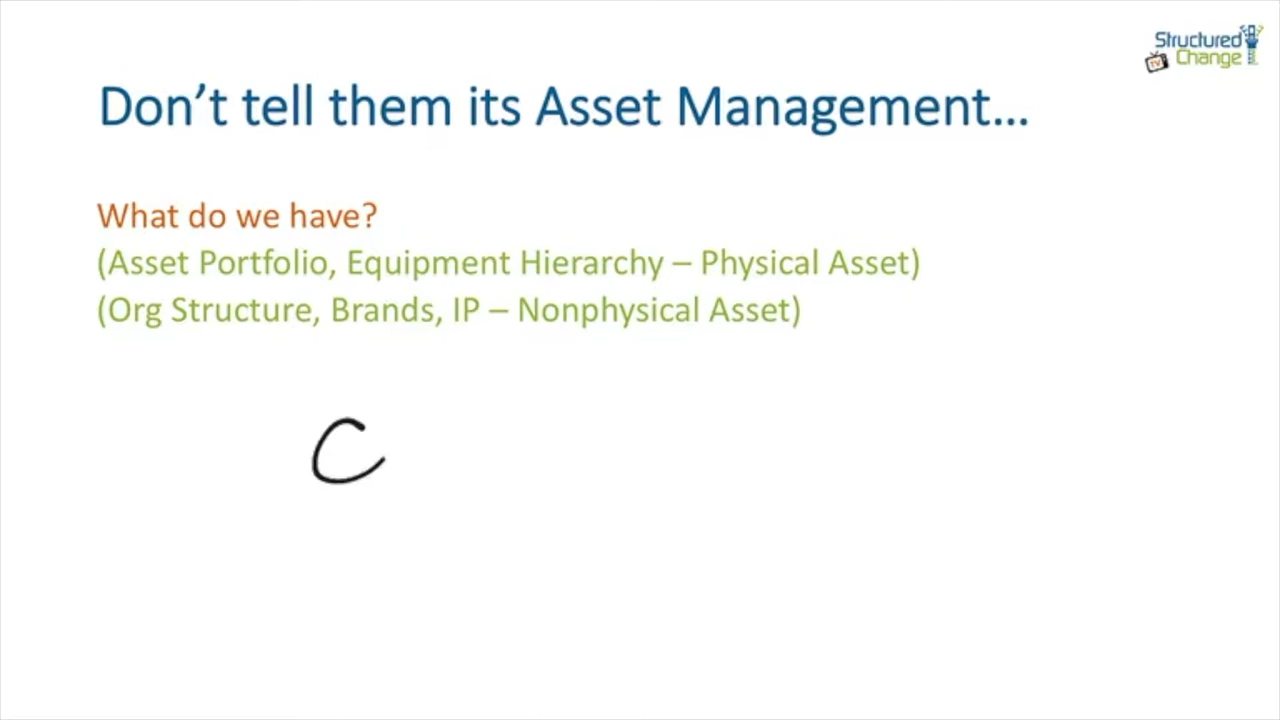 Structured
TV Change
Don't tell them its Asset Management...
What do we have?
(Asset Portfolio, Equipment Hierarchy – Physical Asset)
(Org Structure, Brands, IP – Nonphysical Asset)
C